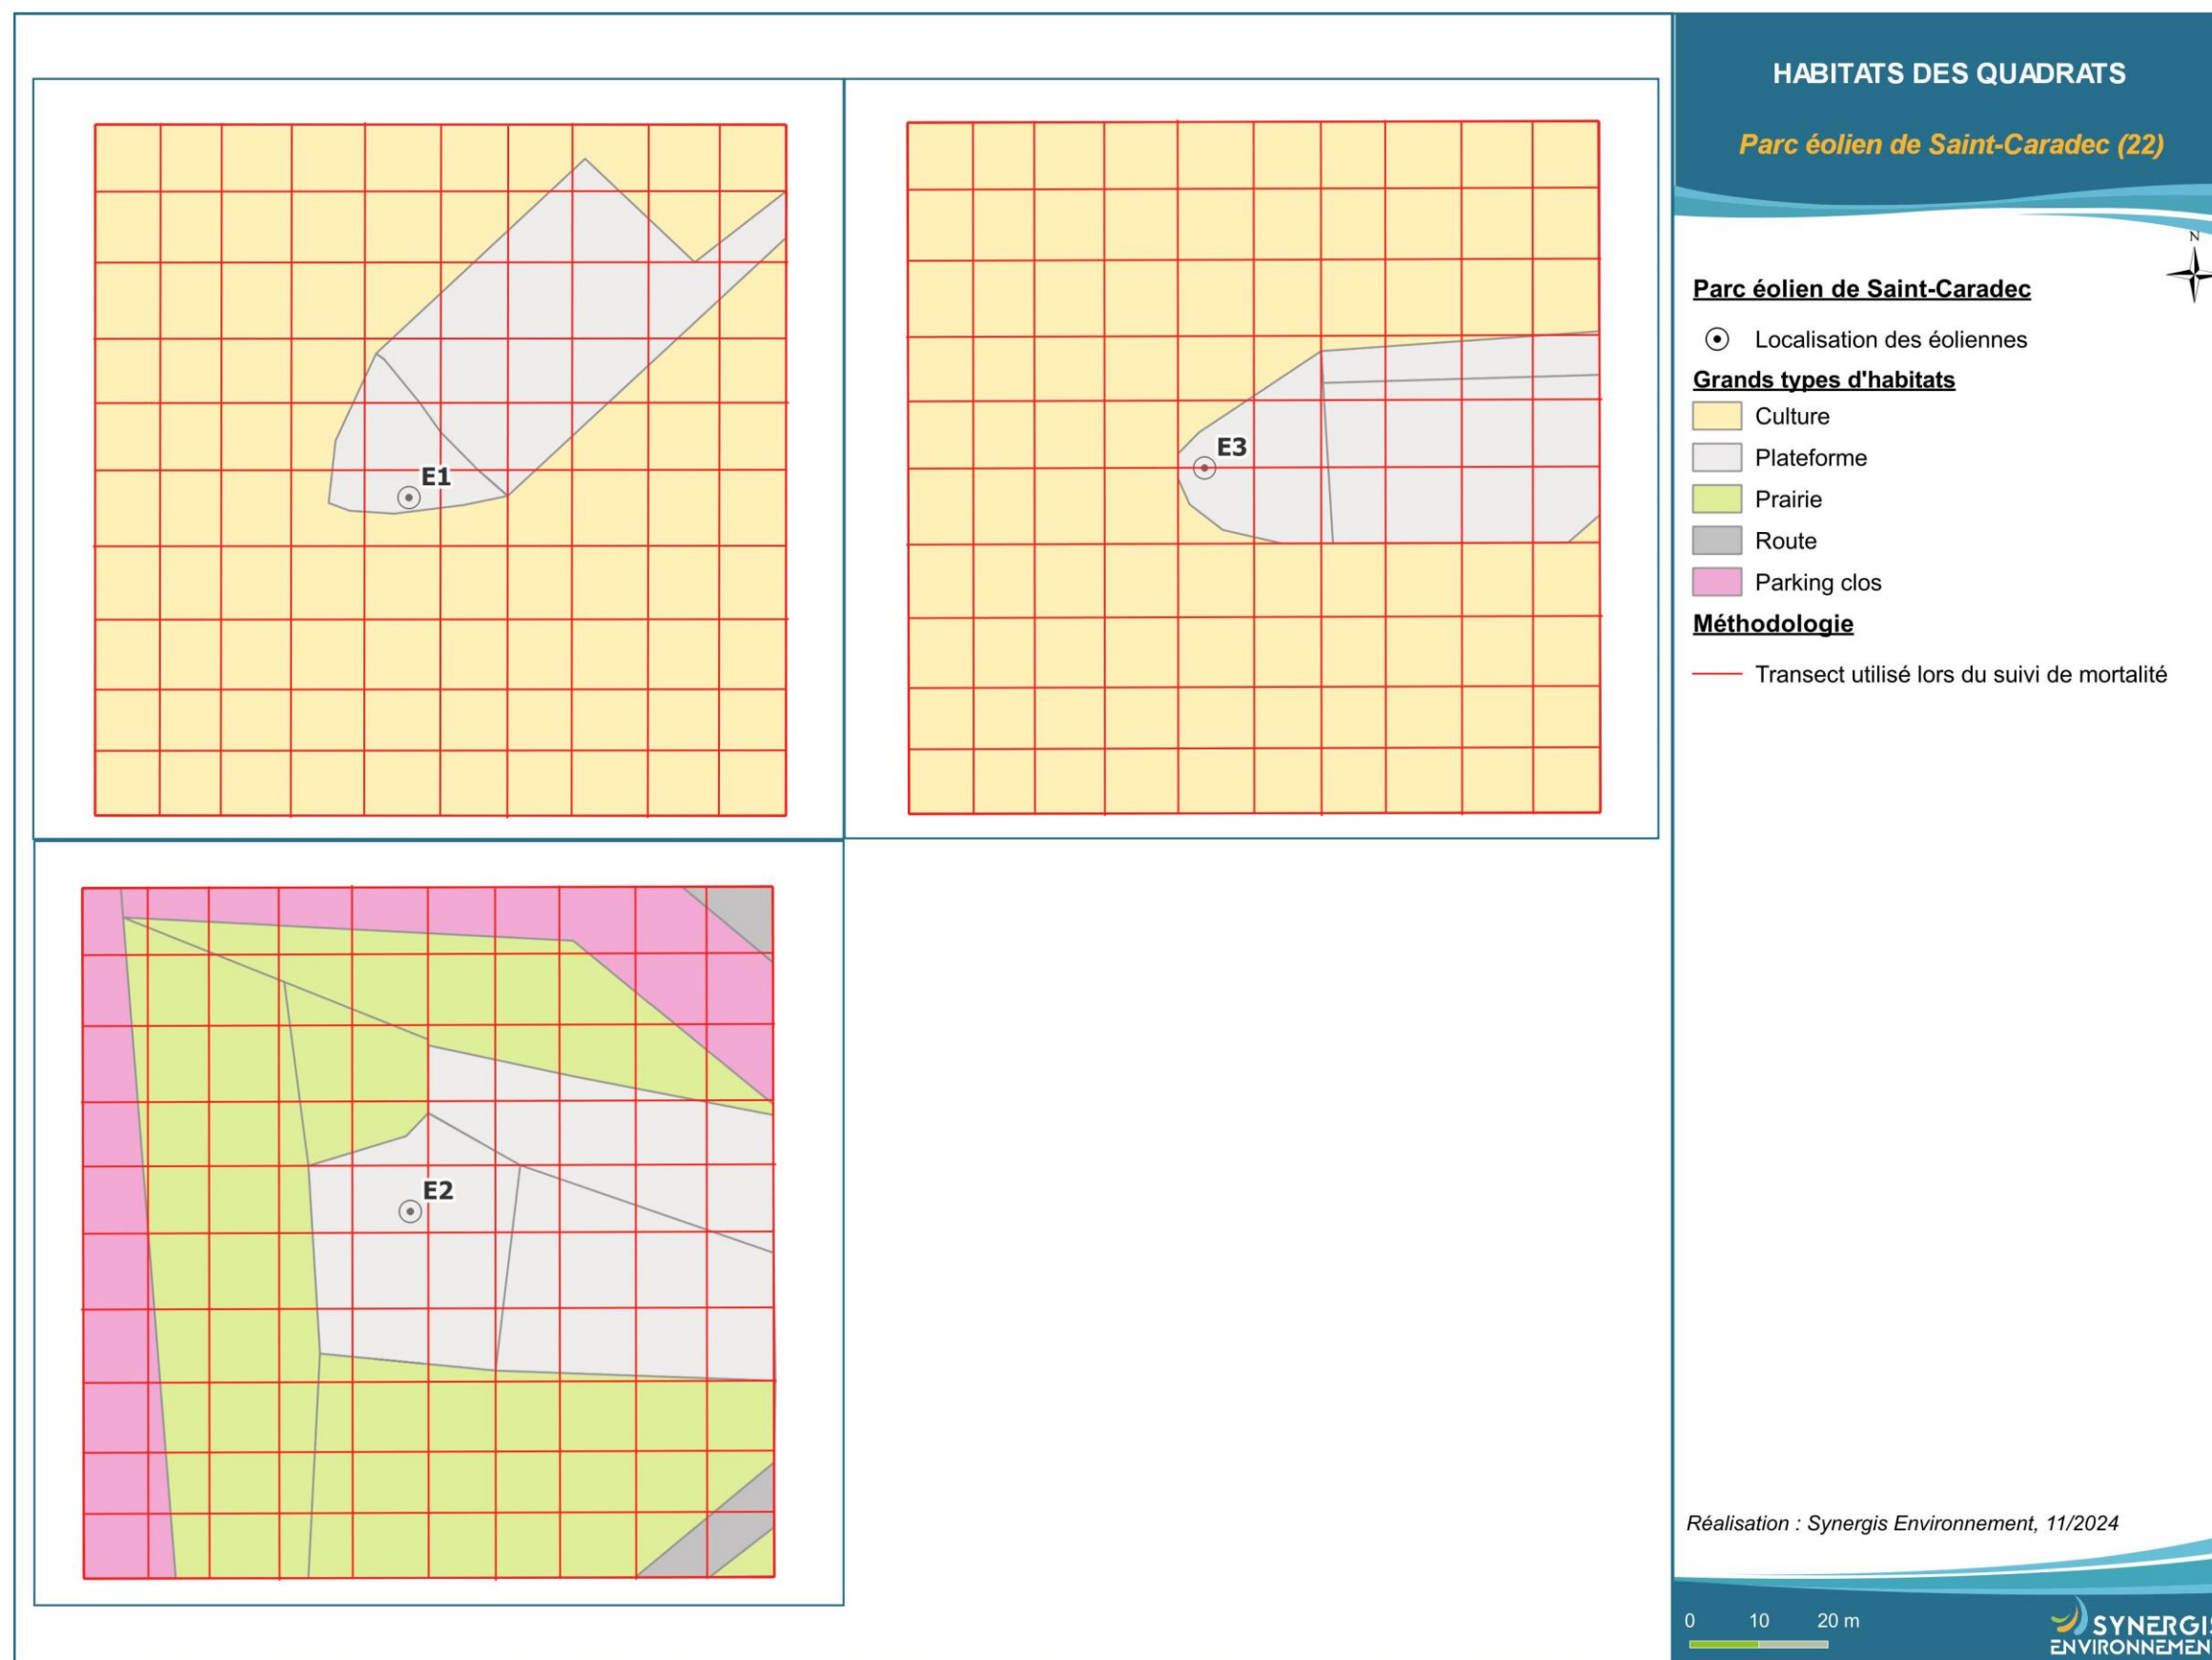 HABITATS DES QUADRATS
Parc éolien de Saint-Caradec (22)
N
Parc éolien de Saint-Caradec
Localisation des éoliennes
Grands types d'habitats
Culture
Plateforme
Prairie
Route
Parking clos
Méthodologie
Transect utilisé lors du suivi de mortalité
E1
E3
E2
Réalisation : Synergis Environnement, 11/2024
0 10 20 m
SYNERGIS
ENVIRONNEMEN